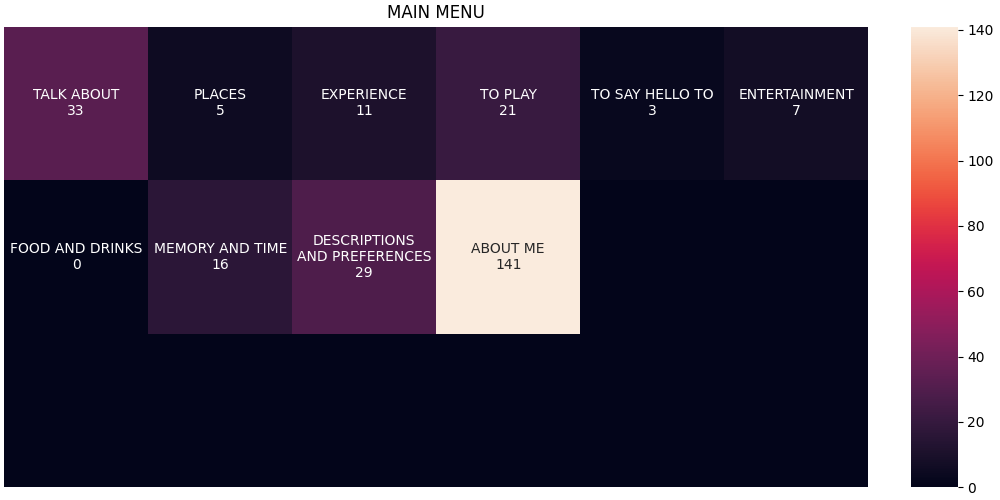 MAIN MENU
TALK ABOUT
33
PLACES
5
EXPERIENCE
11
TO PLAY
21
TO SAY HELLO TO
3
ENTERTAINMENT
7
FOOD AND DRINKS
0
MEMORY AND TIME
16
DESCRIPTIONS
AND PREFERENCES
29
ABOUT ME
141
140
120
100
80
60
40
20
0